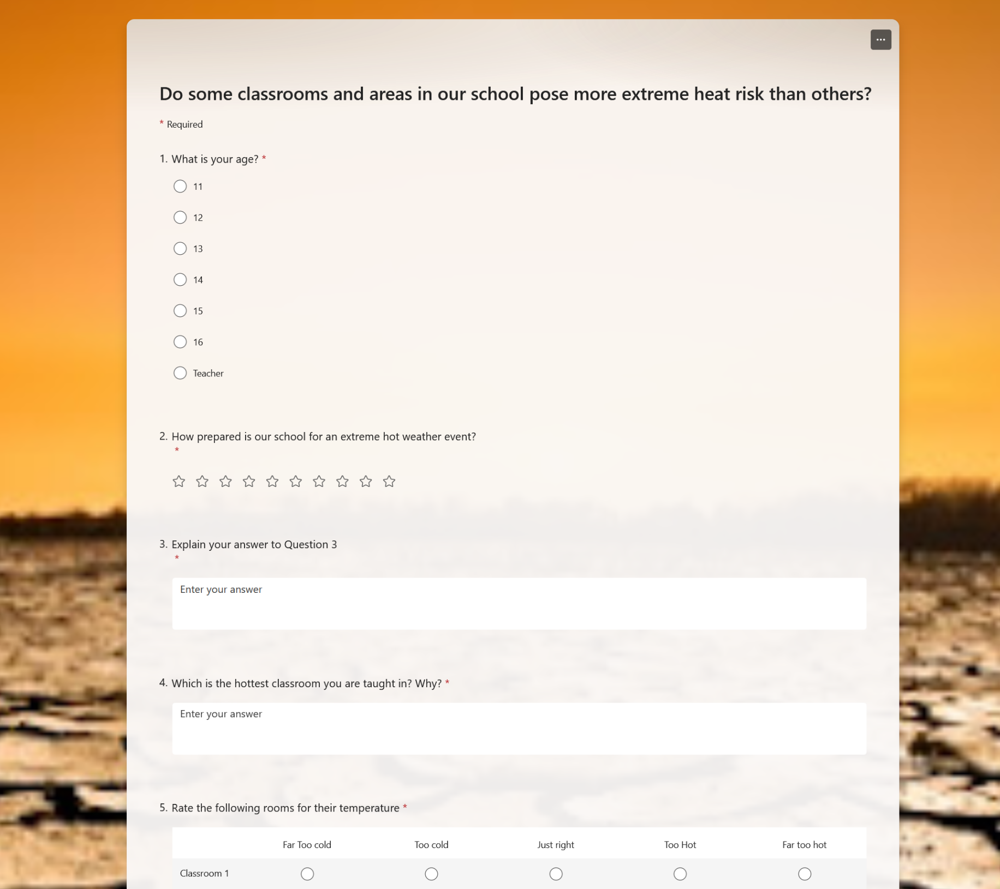 Do some classrooms and areas in our school pose more extreme heat risk than others?
* Required
1. What is your age? *
11
12
13
14
15
16
Teacher
2. How prepared is our school for an extreme hot weather event?
*
3. Explain your answer to Question 3
*
Enter your answer
4. Which is the hottest classroom you are taught in? Why? *
Enter your answer
5. Rate the following rooms for their temperature *
Far Too cold Too cold Just right Too Hot Far too hot
Classroom 1